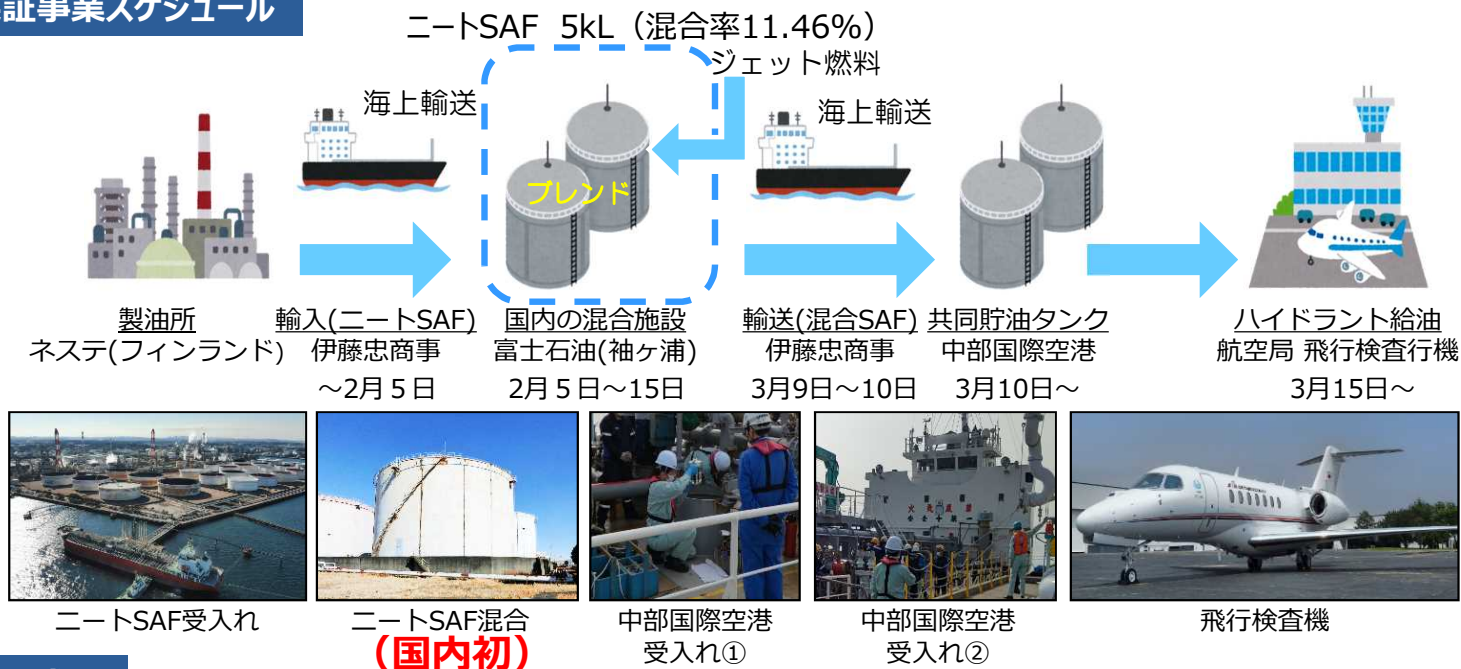 証事業スケジュール
ニートSAF 5kL（混合率11.46%）
ジェット燃料
海上輸送
海上輸送
ブレンド
製油所
ネステ(フィンランド)
輸入(ニートSAF)
伊藤忠商事
～2月５日
国内の混合施設
富士石油(袖ヶ浦)
2月５日～15日
輸送(混合SAF)
伊藤忠商事
3月9日～10日
共同貯油タンク
中部国際空港
3月10日～
ハイドラント給油
航空局 飛行検査行機
3月15日～
ニートSAF受入れ
ニートSAF混合
（国内初）
中部国際空港
受入れ①
火気厳禁
中部国際空港
受入れ②
飛行検査機